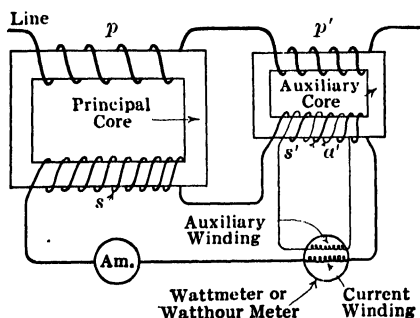 Line
p
p'
Principal
Core
Auxiliary
Core
s
s'
a'
Auxiliary
Winding
Am.
Wattmeter or
Watthour Meter
Current
Winding